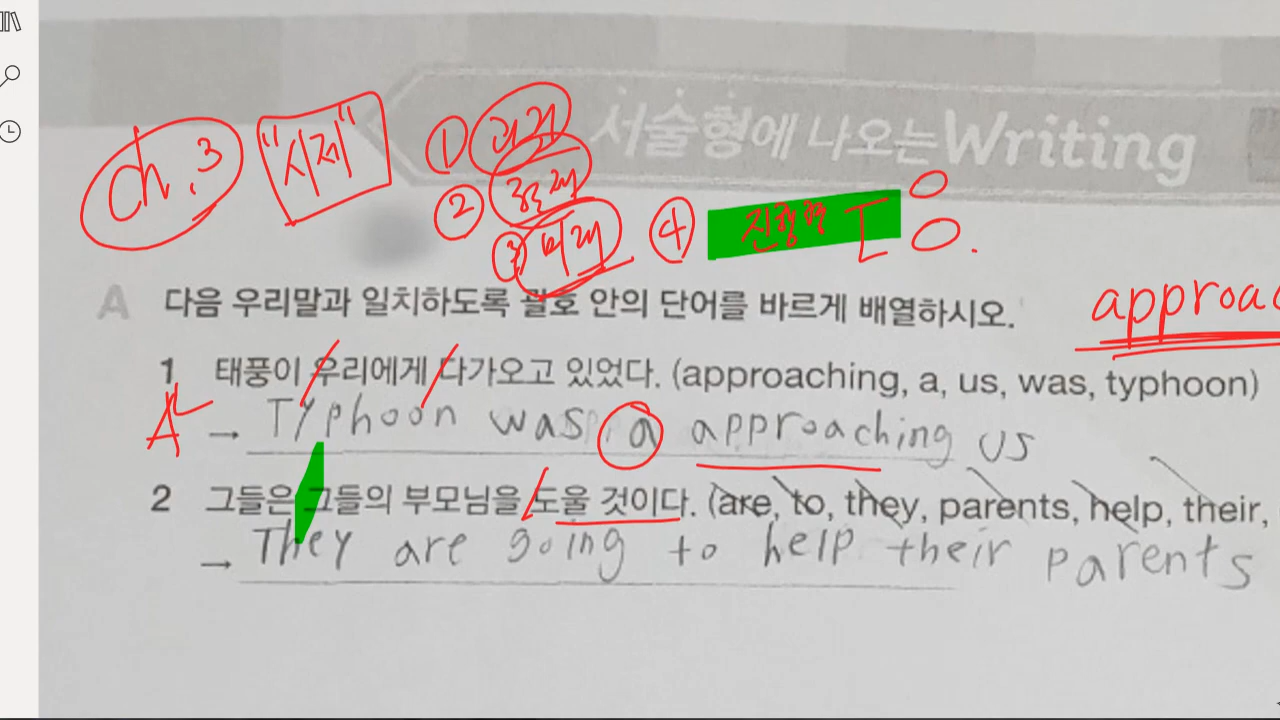 서술형에 나오는 Writing
ch.3 "시제" ① 과거
② 현재
③ 미래 ④ 진행형
A 다음 우리말과 일치하도록 괄호 안의 단어를 바르게 배열하시오.
approac
1 태풍이 우리에게 다가오고 있었다. (approaching, a, us, was, typhoon)
A → Typhoon was a approaching us
2 그들은 그들의 부모님을 도울 것이다. (are, to, they, parents, help, their,
→ They are going to help their parents